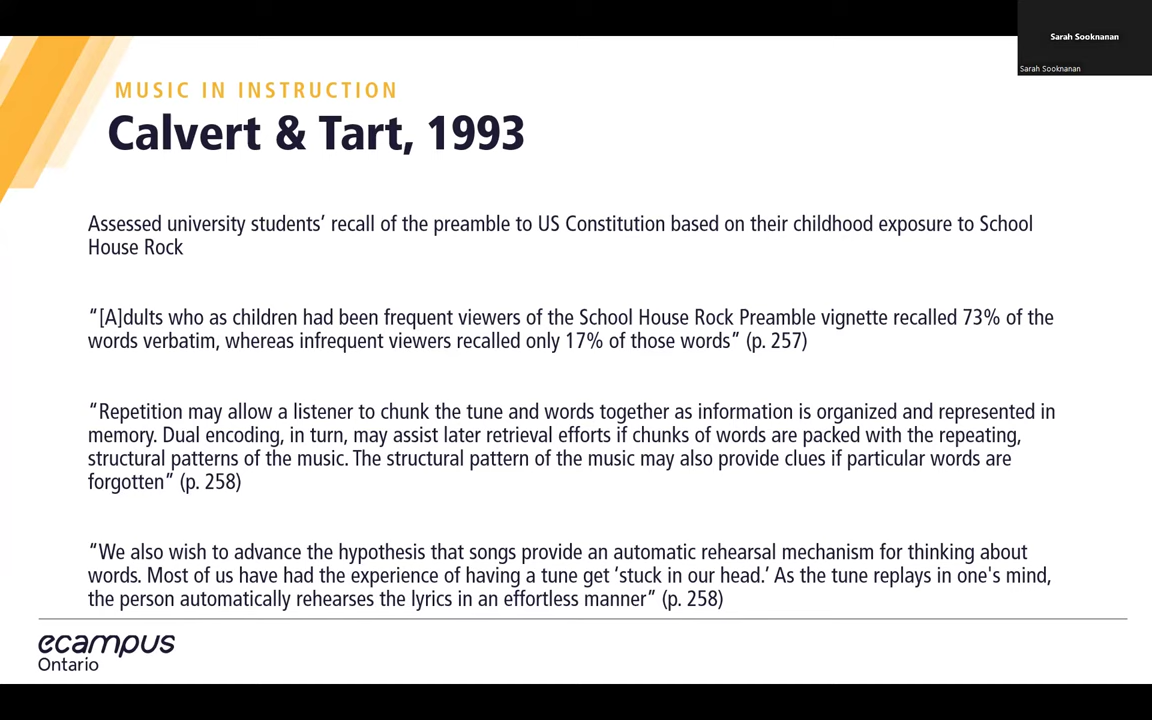 Sarah Sooknanan
Sarah Sooknanan
MUSIC IN INSTRUCTION
Calvert & Tart, 1993
Assessed university students’ recall of the preamble to US Constitution based on their childhood exposure to School
House Rock
“[A]dults who as children had been frequent viewers of the School House Rock Preamble vignette recalled 73% of the
words verbatim, whereas infrequent viewers recalled only 17% of those words” (p. 257)
“Repetition may allow a listener to chunk the tune and words together as information is organized and represented in
memory. Dual encoding, in turn, may assist later retrieval efforts if chunks of words are packed with the repeating,
structural patterns of the music. The structural pattern of the music may also provide clues if particular words are
forgotten” (p. 258)
“We also wish to advance the hypothesis that songs provide an automatic rehearsal mechanism for thinking about
words. Most of us have had the experience of having a tune get ‘stuck in our head.’ As the tune replays in one's mind,
the person automatically rehearses the lyrics in an effortless manner” (p. 258)
ecampus
Ontario